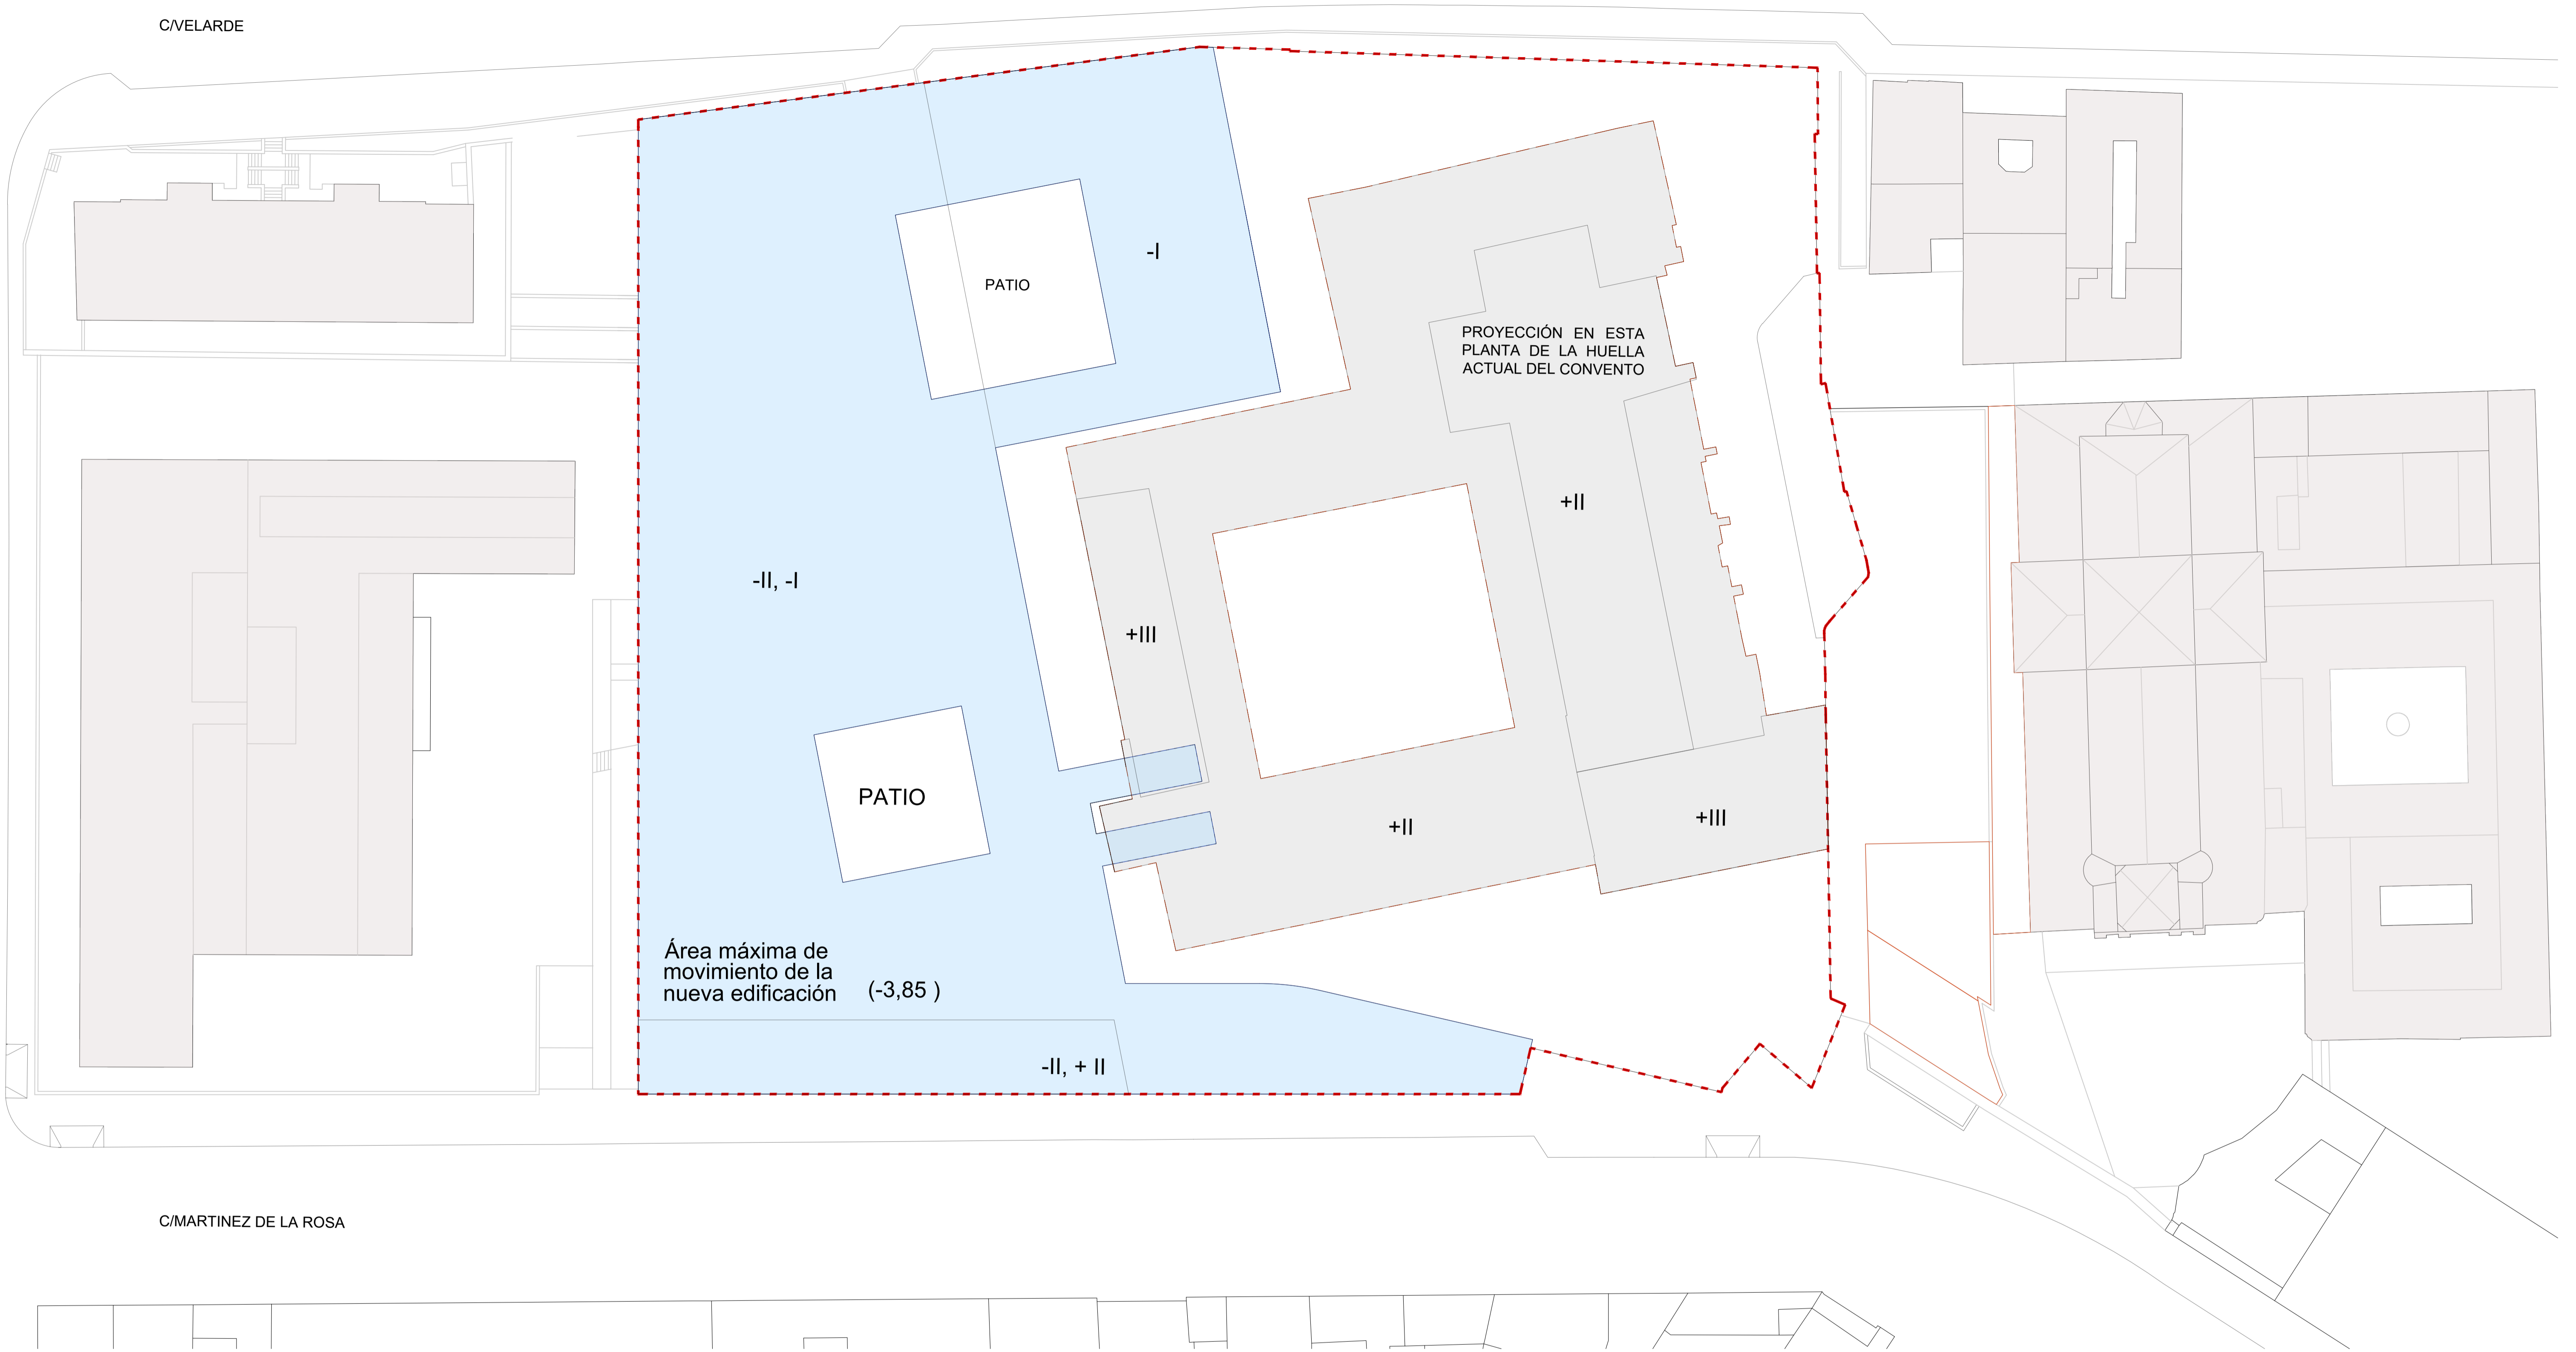 C/VELARDE
-I
PATIO
PROYECCIÓN EN ESTA
PLANTA DE LA HUELLA
ACTUAL DEL CONVENTO
+II
-II, -I
+III
PATIO
+II
+III
Área máxima de
movimiento de la
nueva edificación (-3,85 )
-II, + II
C/MARTINEZ DE LA ROSA